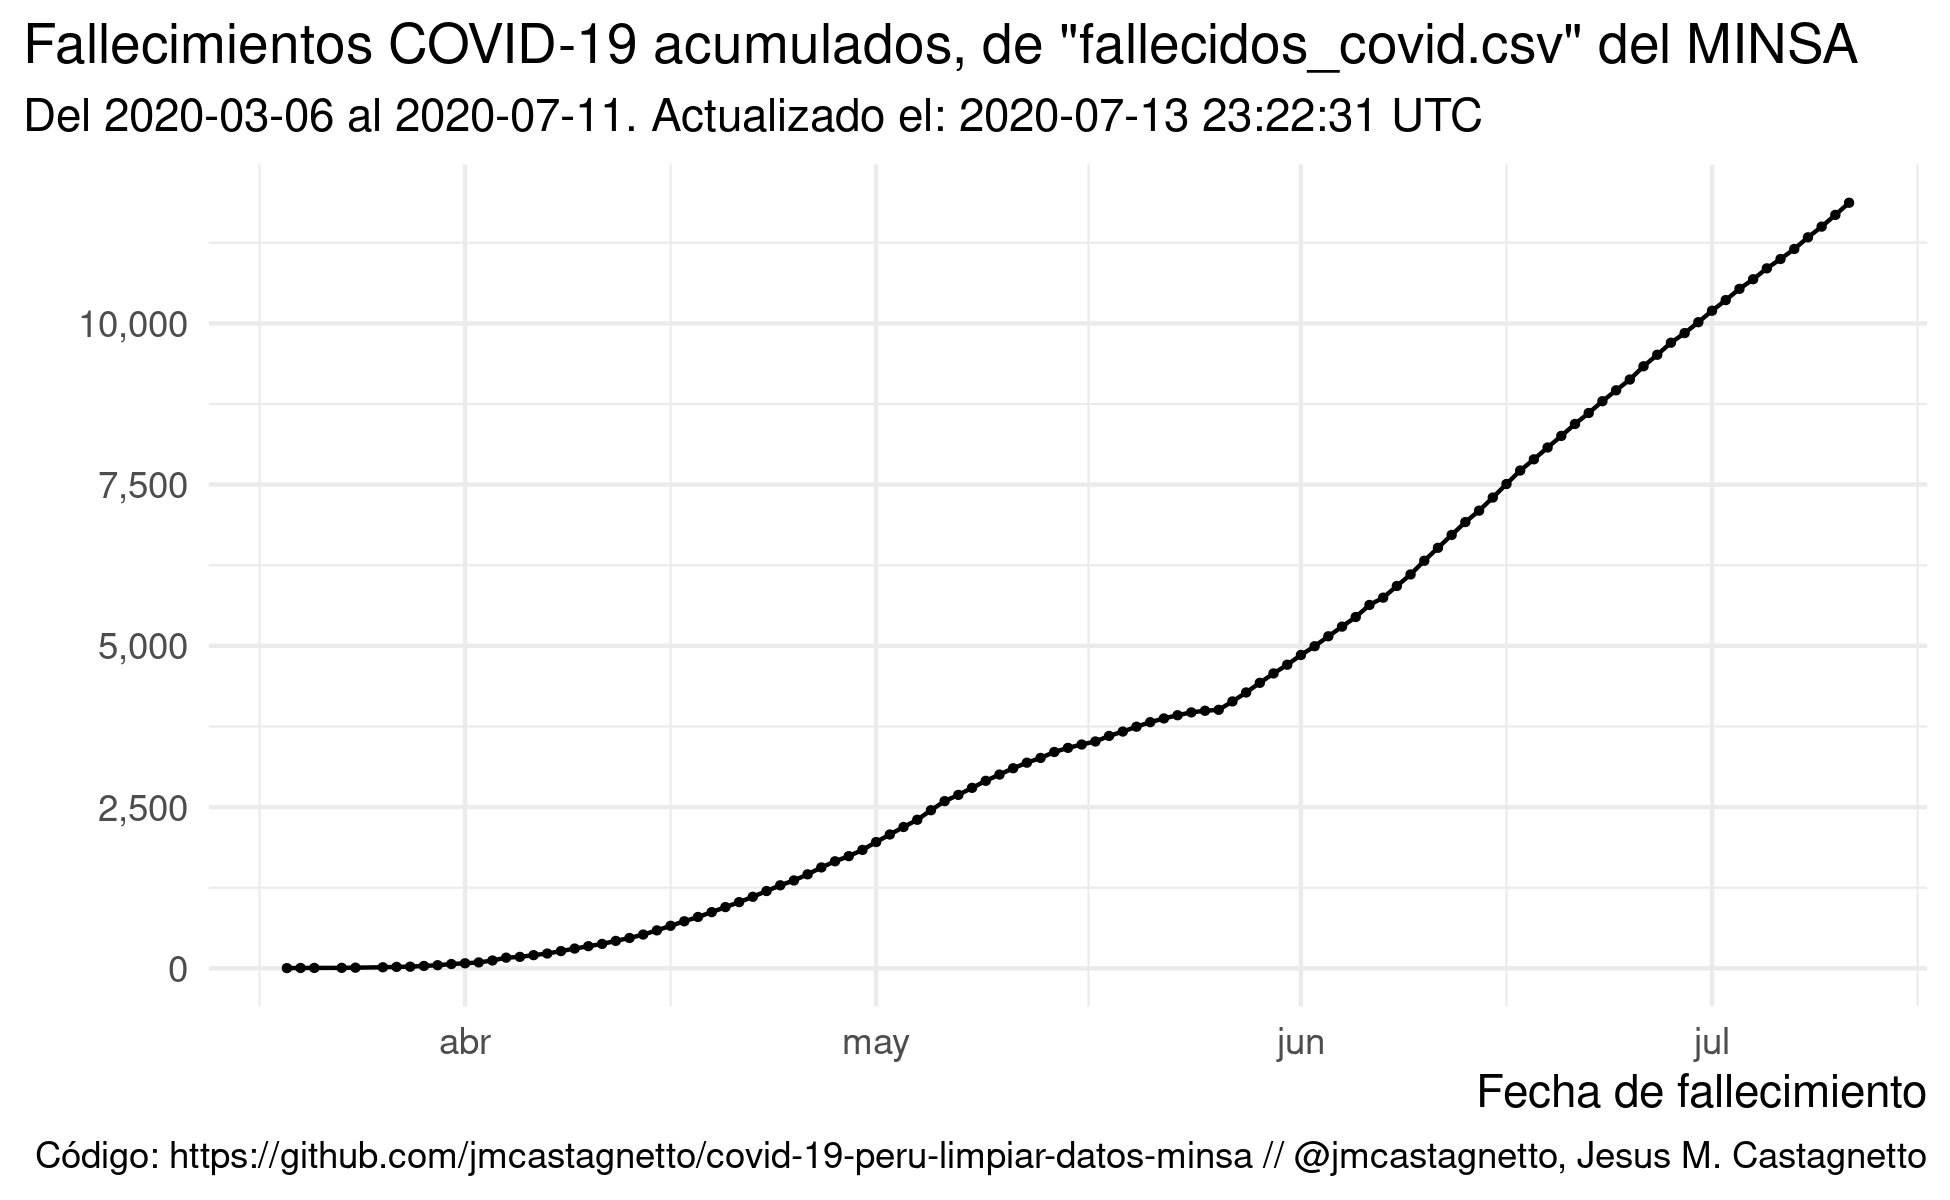 Fallecimientos COVID-19 acumulados, de "fallecidos_covid.csv" del MINSA
Del 2020-03-06 al 2020-07-11. Actualizado el: 2020-07-13 23:22:31 UTC
10,000
7,500
5,000
2,500
0
abr may jun jul
Fecha de fallecimiento
Código: https://github.com/jmcastagnetto/covid-19-peru-limpiar-datos-minsa // @jmcastagnetto, Jesus M. Castagnetto